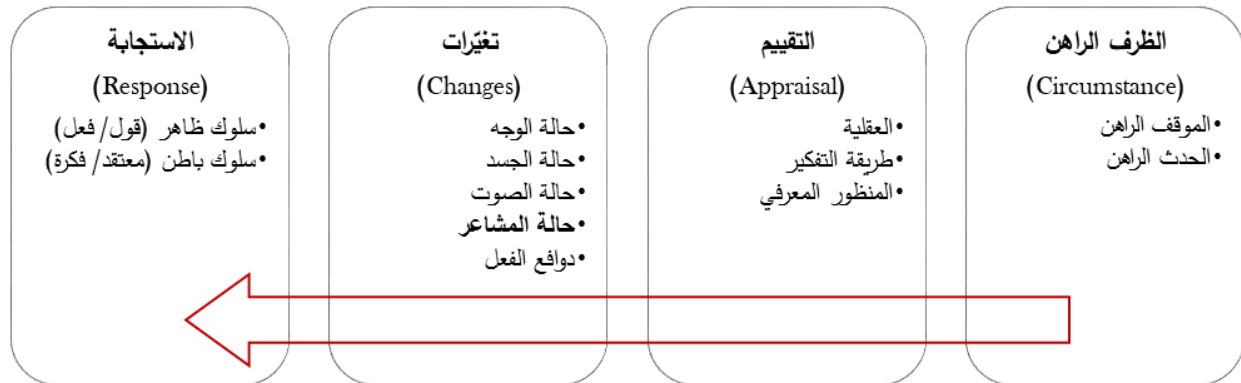 الظرف الراهن
(Circumstance)
•الموقف الراهن
•الحدث الراهن
التقييم
(Appraisal)
•العقلية
•طريقة التفكير
•المنظور المعرفي
تغيّرات
(Changes)
•حالة الوجه
•حالة الجسد
•حالة الصوت
•حالة المشاعر
•دوافع الفعل
الاستجابة
(Response)
•سلوك ظاهر (قول/ فعل)
•سلوك باطن (معتقد/ فكرة)